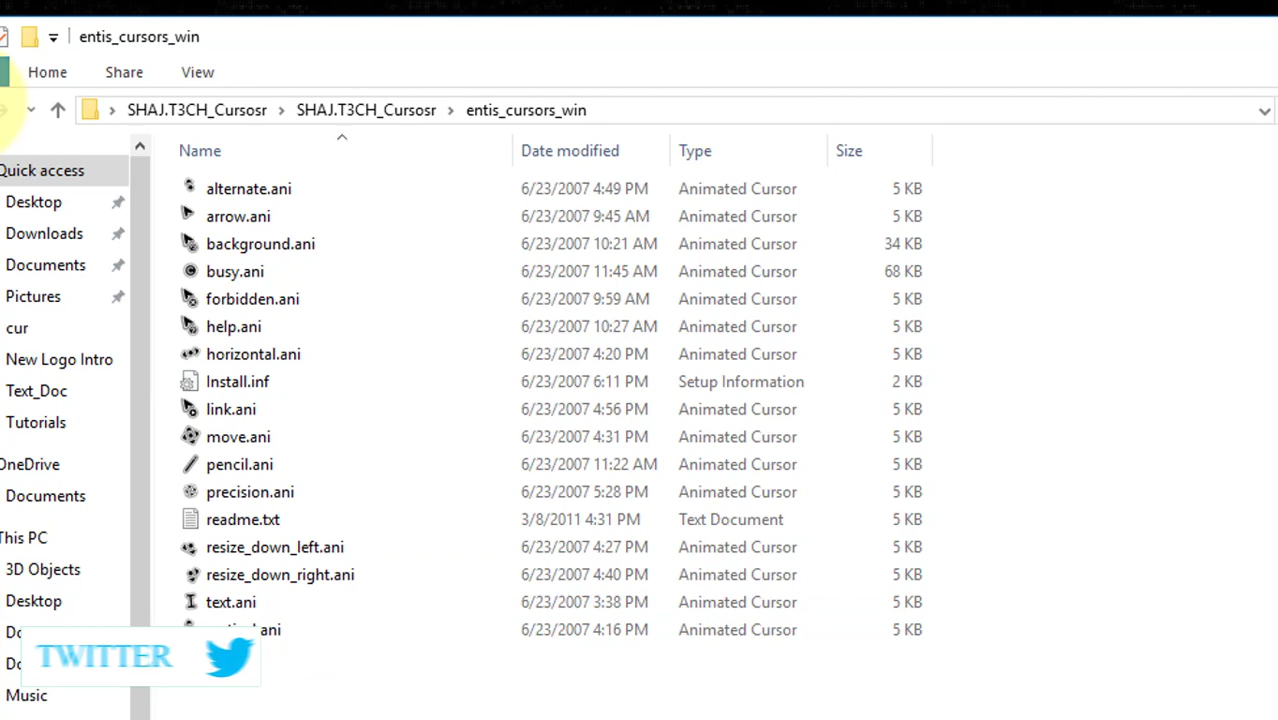 entis_cursors_win
Home Share View
SHAJ.T3CH_Cursosr SHAJ.T3CH_Cursosr entis_cursors_win
Name Date modified Type Size
Quick access
Desktop
Downloads
Documents
Pictures
cur
New Logo Intro
Text_Doc
Tutorials
OneDrive
Documents
This PC
3D Objects
Desktop
Music
alternate.ani 6/23/2007 4:49 PM Animated Cursor 5 KB
arrow.ani 6/23/2007 9:45 AM Animated Cursor 5 KB
background.ani 6/23/2007 10:21 AM Animated Cursor 34 KB
busy.ani 6/23/2007 11:45 AM Animated Cursor 68 KB
forbidden.ani 6/23/2007 9:59 AM Animated Cursor 5 KB
help.ani 6/23/2007 10:27 AM Animated Cursor 5 KB
horizontal.ani 6/23/2007 4:20 PM Animated Cursor 5 KB
Install.inf 6/23/2007 6:11 PM Setup Information 2 KB
link.ani 6/23/2007 4:56 PM Animated Cursor 5 KB
move.ani 6/23/2007 4:31 PM Animated Cursor 5 KB
pencil.ani 6/23/2007 11:22 AM Animated Cursor 5 KB
precision.ani 6/23/2007 5:28 PM Animated Cursor 5 KB
readme.txt 3/8/2011 4:31 PM Text Document 5 KB
resize_down_left.ani 6/23/2007 4:27 PM Animated Cursor 5 KB
resize_down_right.ani 6/23/2007 4:40 PM Animated Cursor 5 KB
text.ani 6/23/2007 3:38 PM Animated Cursor 5 KB
6/23/2007 4:16 PM Animated Cursor 5 KB
TWITTER